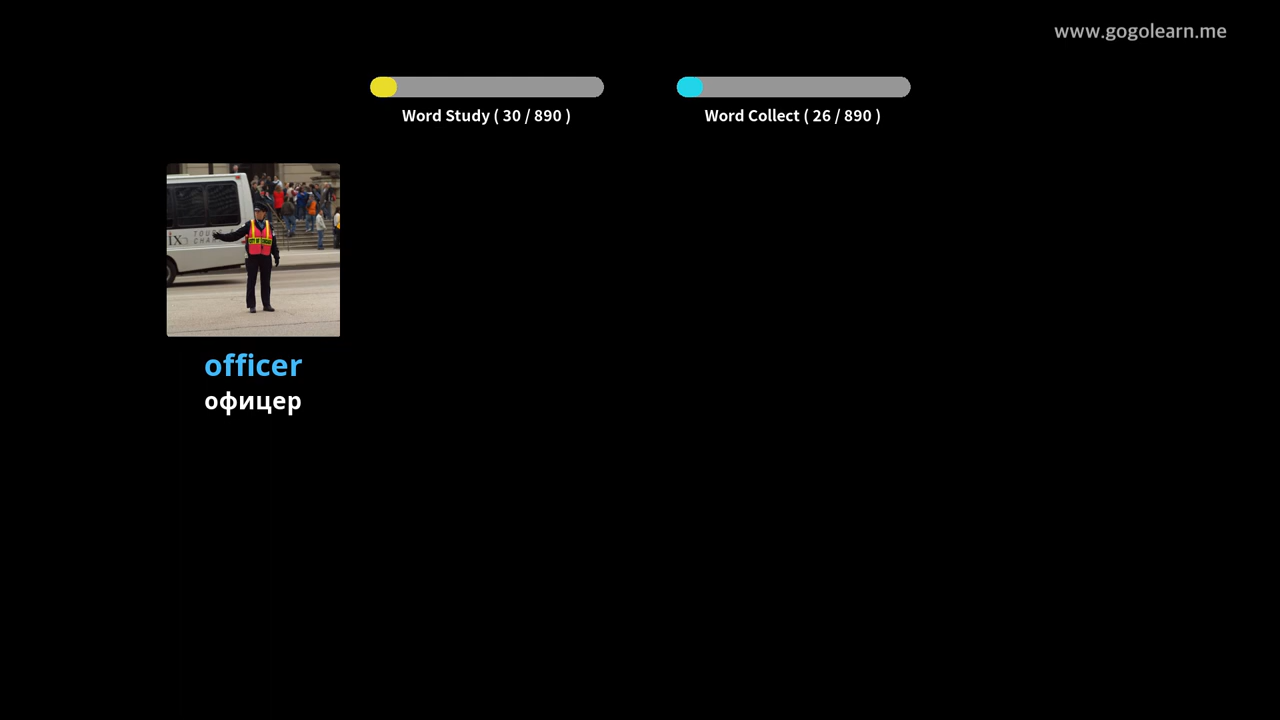 www.gogolearn.me
Word Study ( 30 / 890 )
Word Collect ( 26 / 890 )
officer
офицер